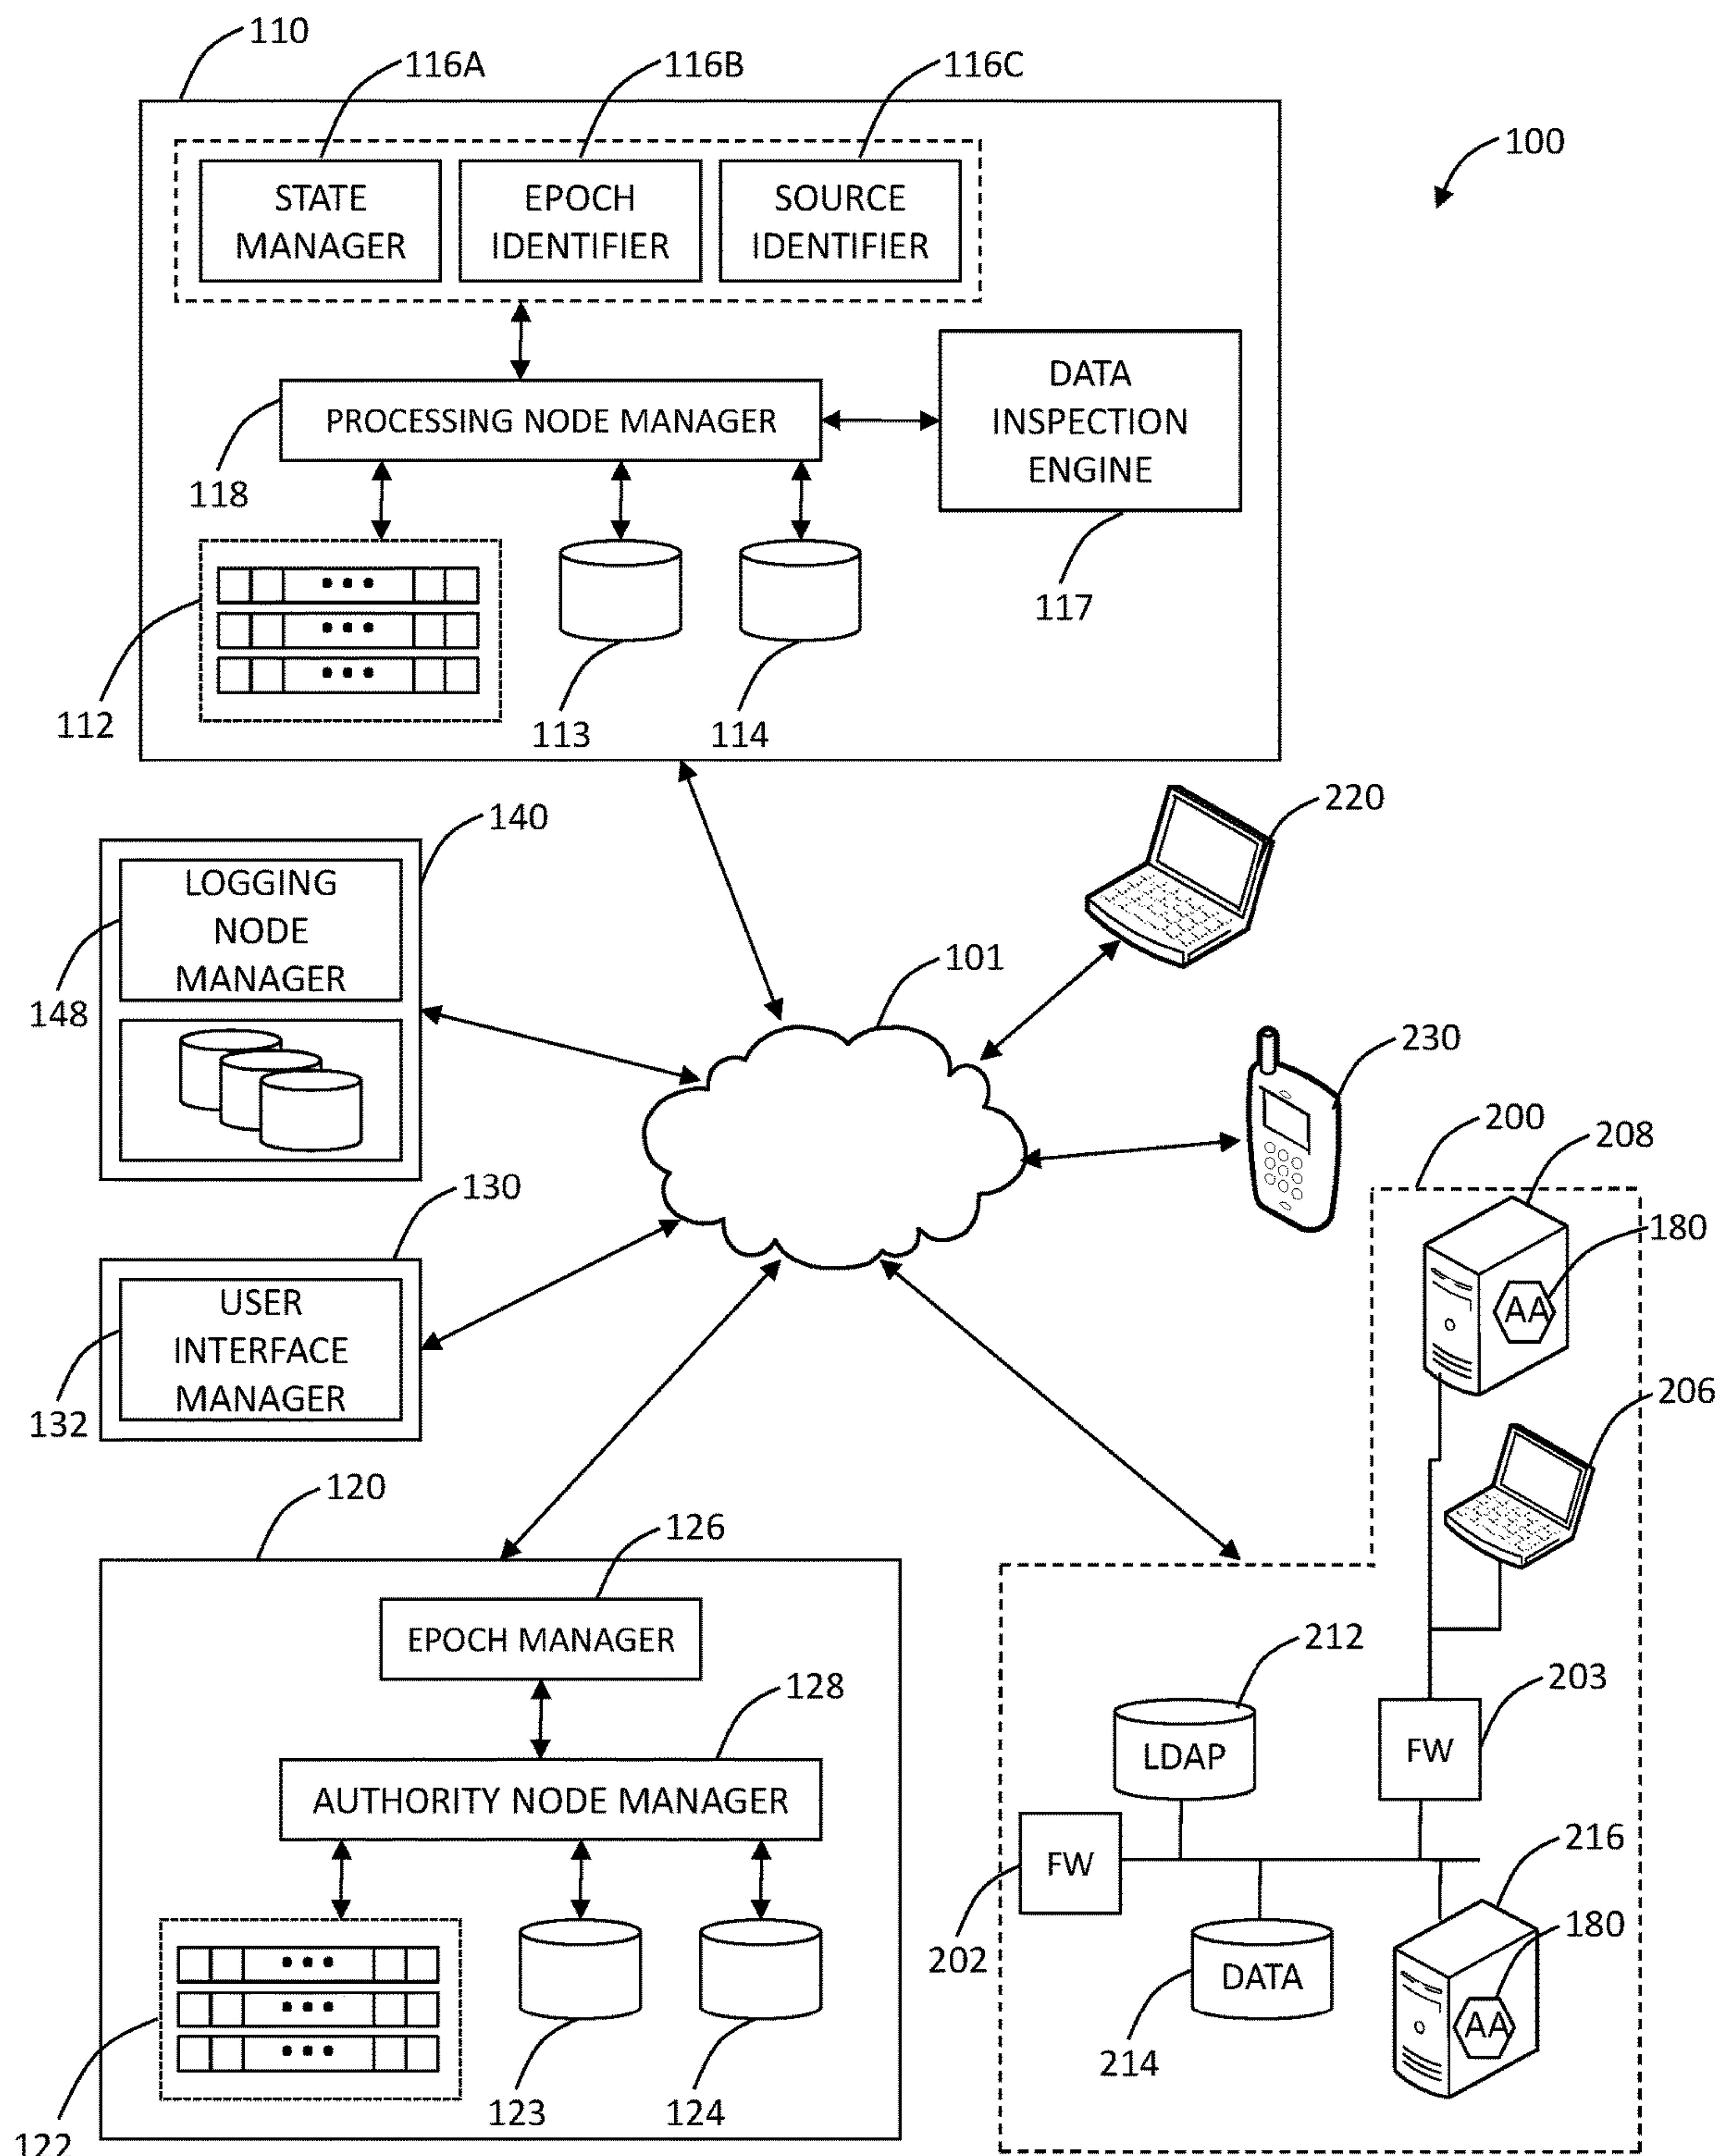 110
116A
116B
116C
100
STATE
MANAGER
EPOCH
IDENTIFIER
SOURCE
IDENTIFIER
PROCESSING NODE MANAGER
DATA
INSPECTION
ENGINE
118
117
112
113
114
220
140
LOGGING
NODE
MANAGER
148
101
230
200
208
180
AA
130
USER
INTERFACE
MANAGER
132
206
120
126
EPOCH MANAGER
128
AUTHORITY NODE MANAGER
212
LDAP
203
FW
216
FW
202
180
DATA
AA
214
123
124
122